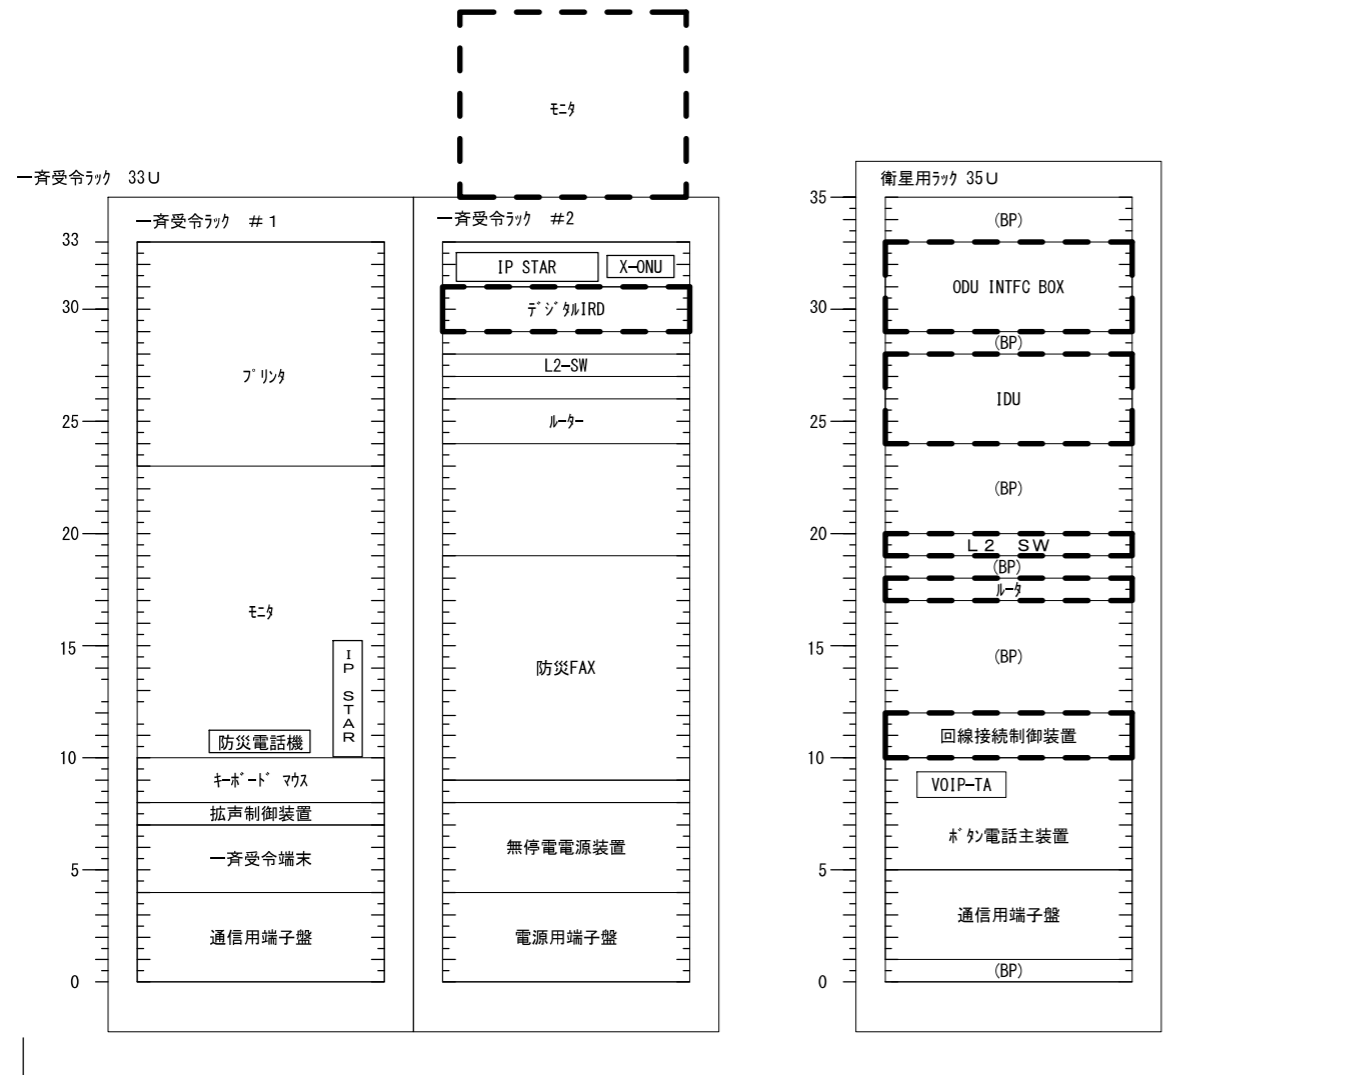 モニタ
一斉受令ラック 33U
一斉受令ラック #1
33
30
25
20
15
10
5
0
プリンタ
モニタ
IP STAR
防災電話機
キーボード マウス
拡声制御装置
一斉受令端末
通信用端子盤
一斉受令ラック #2
IP STAR
X-ONU
デジタルIRD
L2-SW
ルーター
防災FAX
無停電電源装置
電源用端子盤
衛星用ラック 35U
35
30
25
20
15
10
5
0
(BP)
ODU INTFC BOX
(BP)
IDU
(BP)
L2 SW
(BP)
ルータ
(BP)
回線接続制御装置
VOIP-TA
ボタン電話主装置
通信用端子盤
(BP)